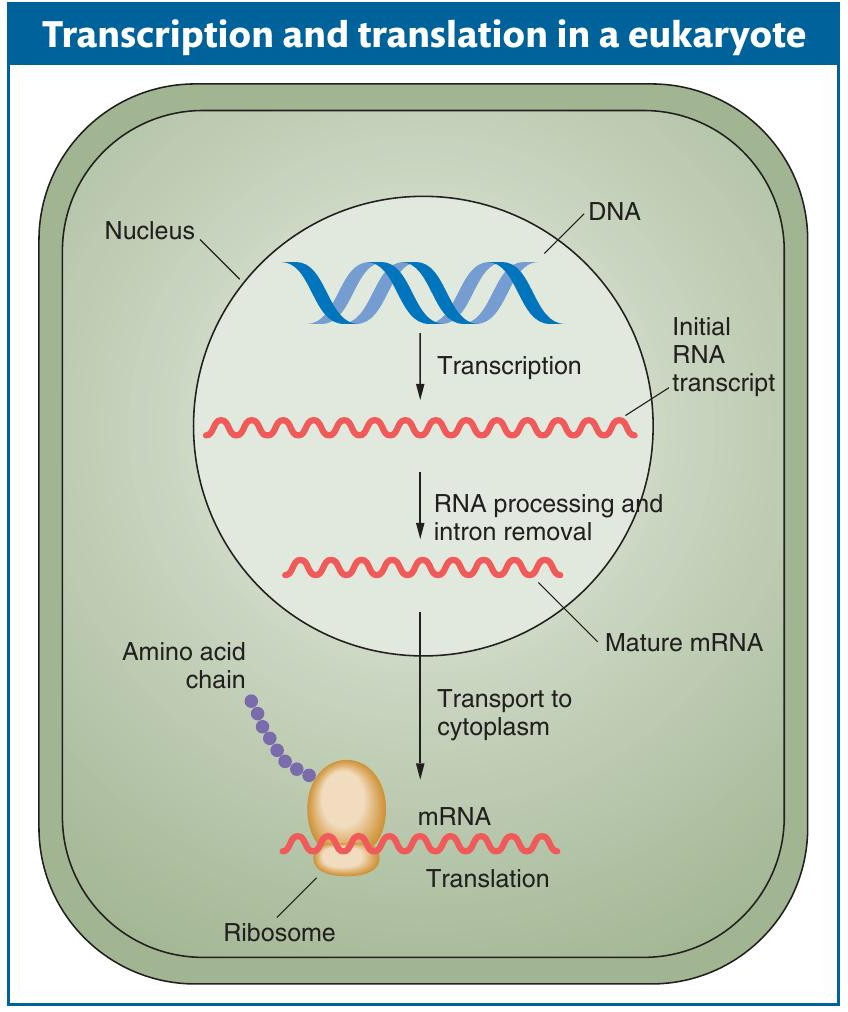 Transcription and translation in a eukaryote
DNA
Nucleus
Initial
RNA
transcript
Transcription
RNA processing and
intron removal
Mature mRNA
Amino acid
chain
Transport to
cytoplasm
mRNA
Translation
Ribosome